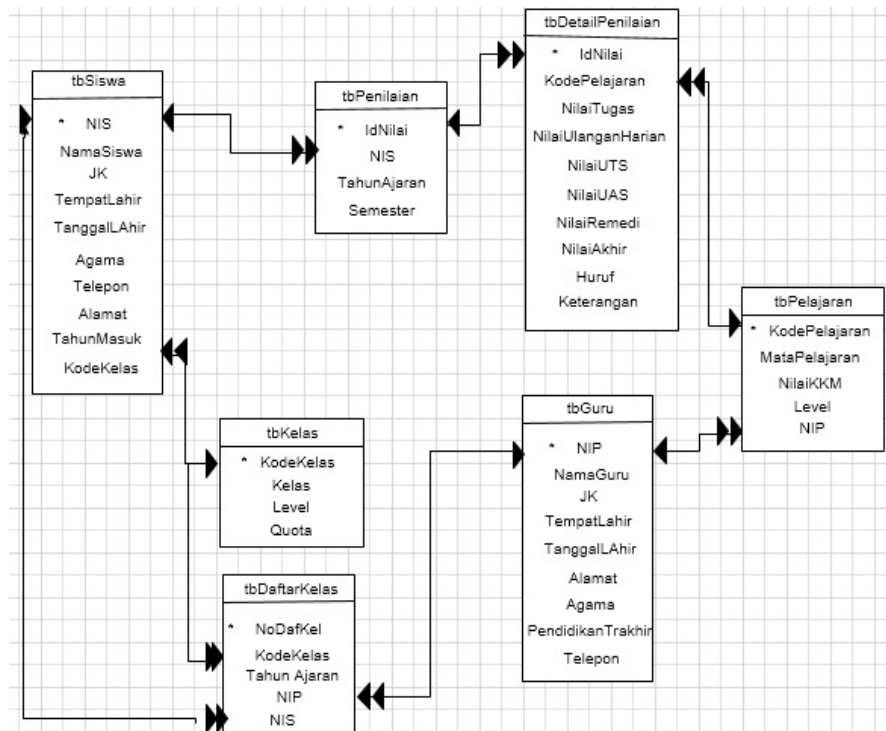 tbSiswa
* NIS
NamaSiswa
JK
TempatLahir
TanggalLAhir
Agama
Telepon
Alamat
TahunMasuk
KodeKelas
tbPenilaian
* IdNilai
NIS
TahunAjaran
Semester
tbDetailPenilaian
* IdNilai
KodePelajaran
NilaiTugas
NilaiUlanganHarian
NilaiUTS
NilaiUAS
NilaiRemedi
NilaiAkhir
Huruf
Keterangan
tbPelajaran
* KodePelajaran
MataPelajaran
NilaiKKM
Level
NIP
tbKelas
* KodeKelas
Kelas
Level
Quota
tbGuru
* NIP
NamaGuru
JK
TempatLahir
TanggalLAhir
Alamat
Agama
PendidikanTrakhir
Telepon
tbDaftarKelas
* NoDafKel
KodeKelas
Tahun Ajaran
NIP
NIS